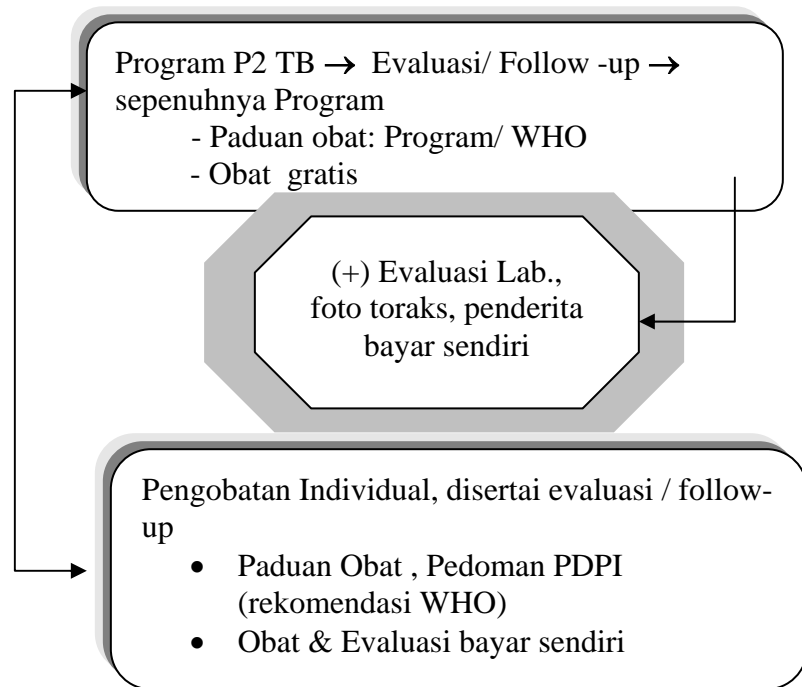 Program P2 TB → Evaluasi/ Follow -up →
sepenuhnya Program
- Paduan obat: Program/ WHO
- Obat gratis
(+) Evaluasi Lab.,
foto toraks, penderita
bayar sendiri
Pengobatan Individual, disertai evaluasi / follow-
up
• Paduan Obat , Pedoman PDPI
(rekomendasi WHO)
• Obat & Evaluasi bayar sendiri